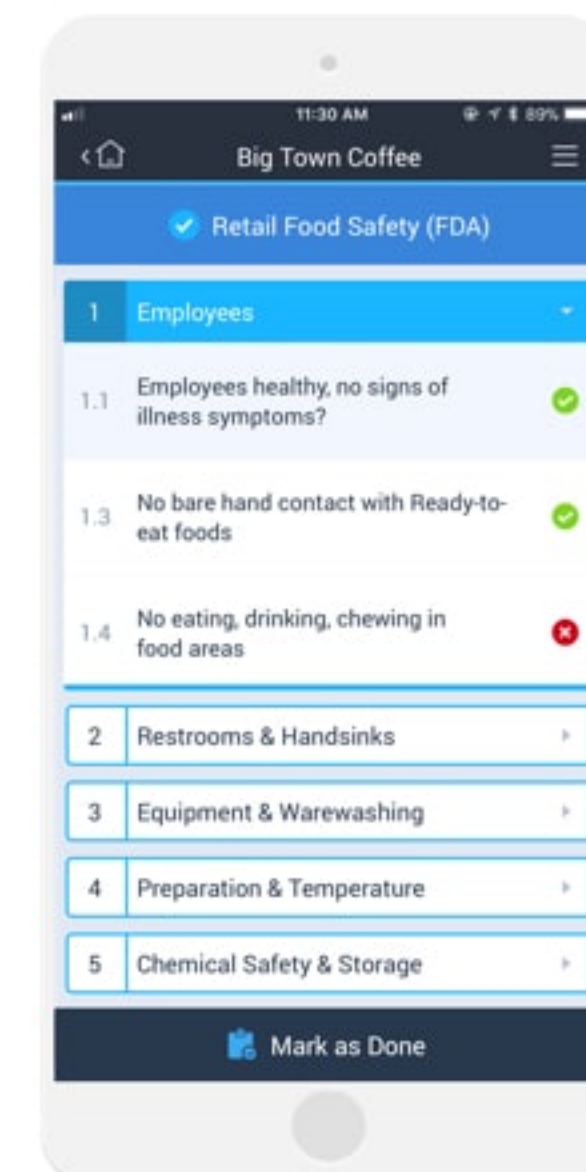 11:30 AM 89%
Big Town Coffee
Retail Food Safety (FDA)
1 Employees
1.1 Employees healthy, no signs of
illness symptoms?
1.3 No bare hand contact with Ready-to-
eat foods
1.4 No eating, drinking, chewing in
food areas
2 Restrooms & Handsinks
3 Equipment & Warewashing
4 Preparation & Temperature
5 Chemical Safety & Storage
Mark as Done